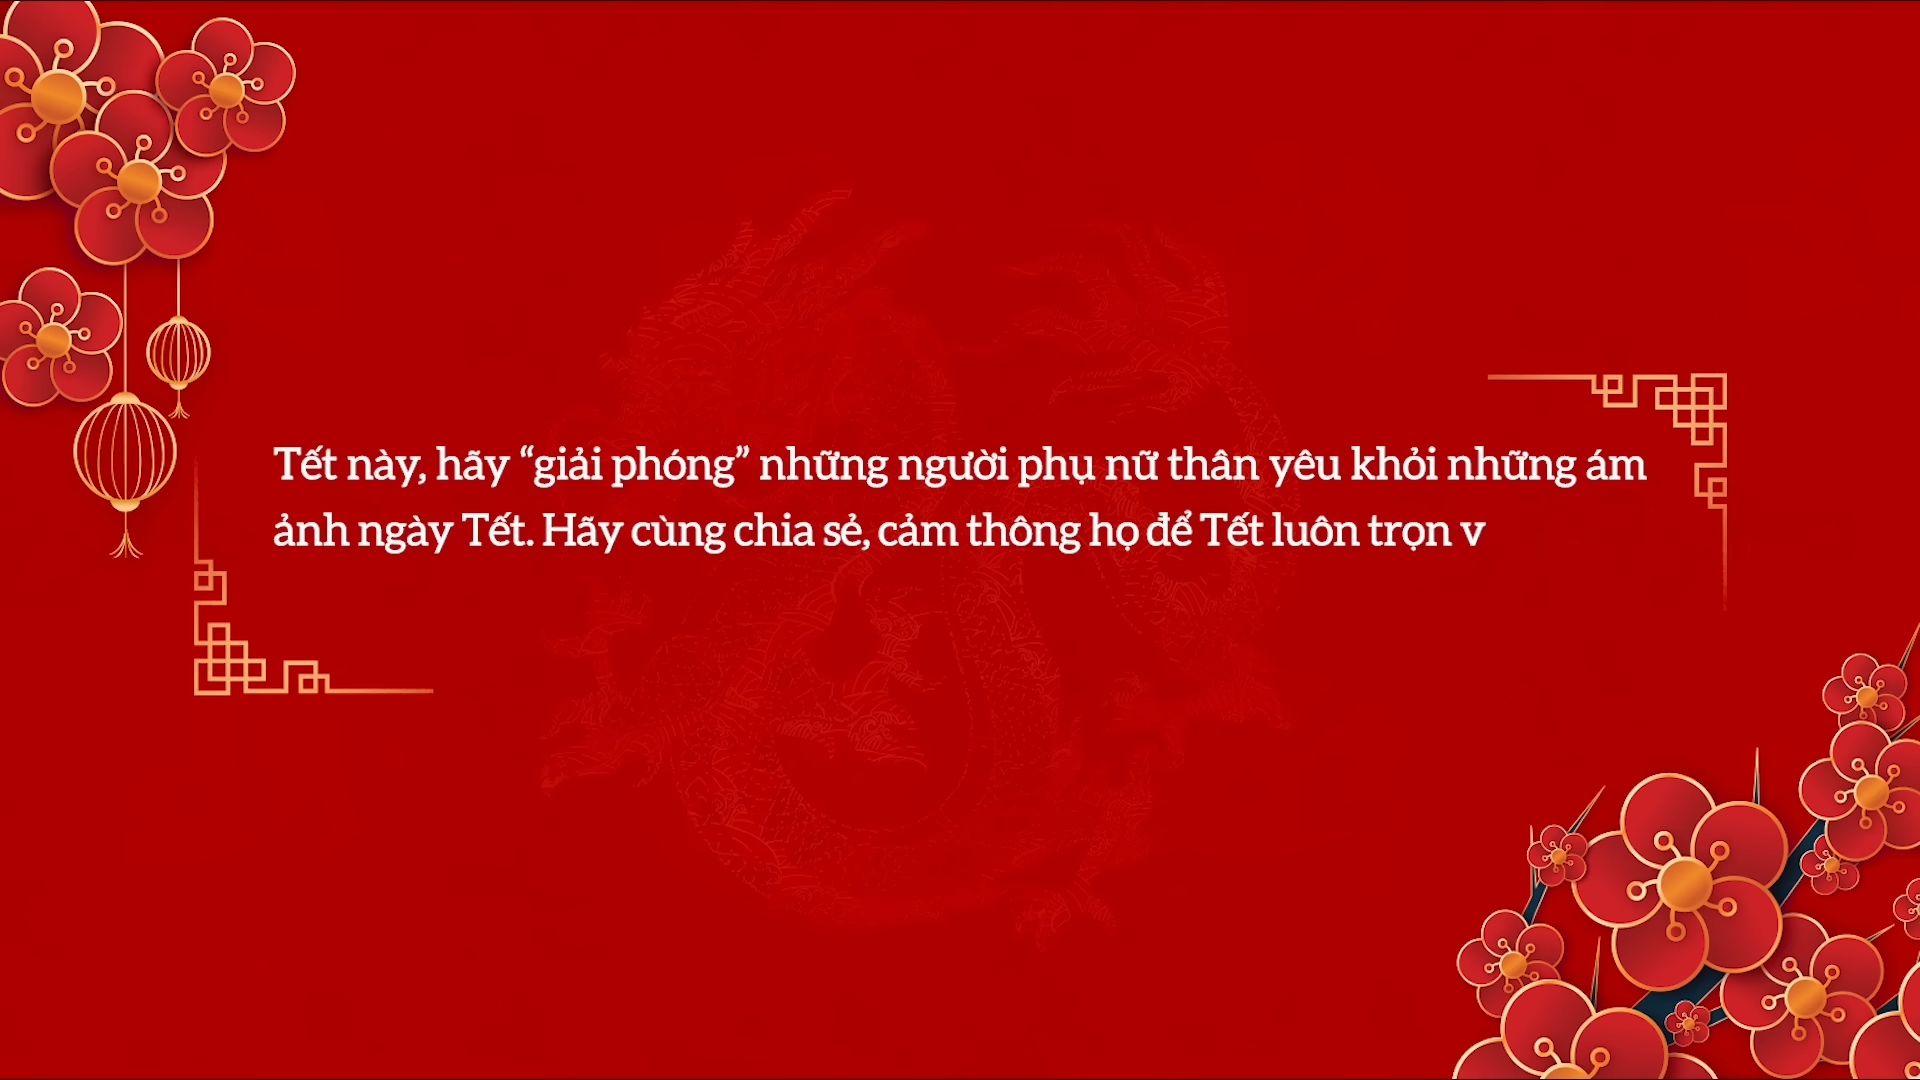 Tết này, hãy “giải phóng” những người phụ nữ thân yêu khỏi những ám
ảnh ngày Tết. Hãy cùng chia sẻ, cảm thông họ để Tết luôn trọn v